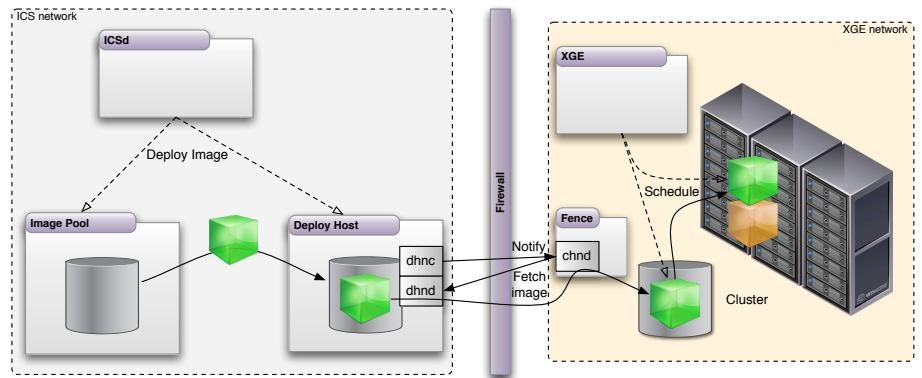 ICS network
ICSd
Deploy Image
Image Pool
Deploy Host
dhnc
dhnd
Firewall
XGE network
XGE
Schedule
Fence
chnd
Notify
Fetch
image
Cluster
vmware